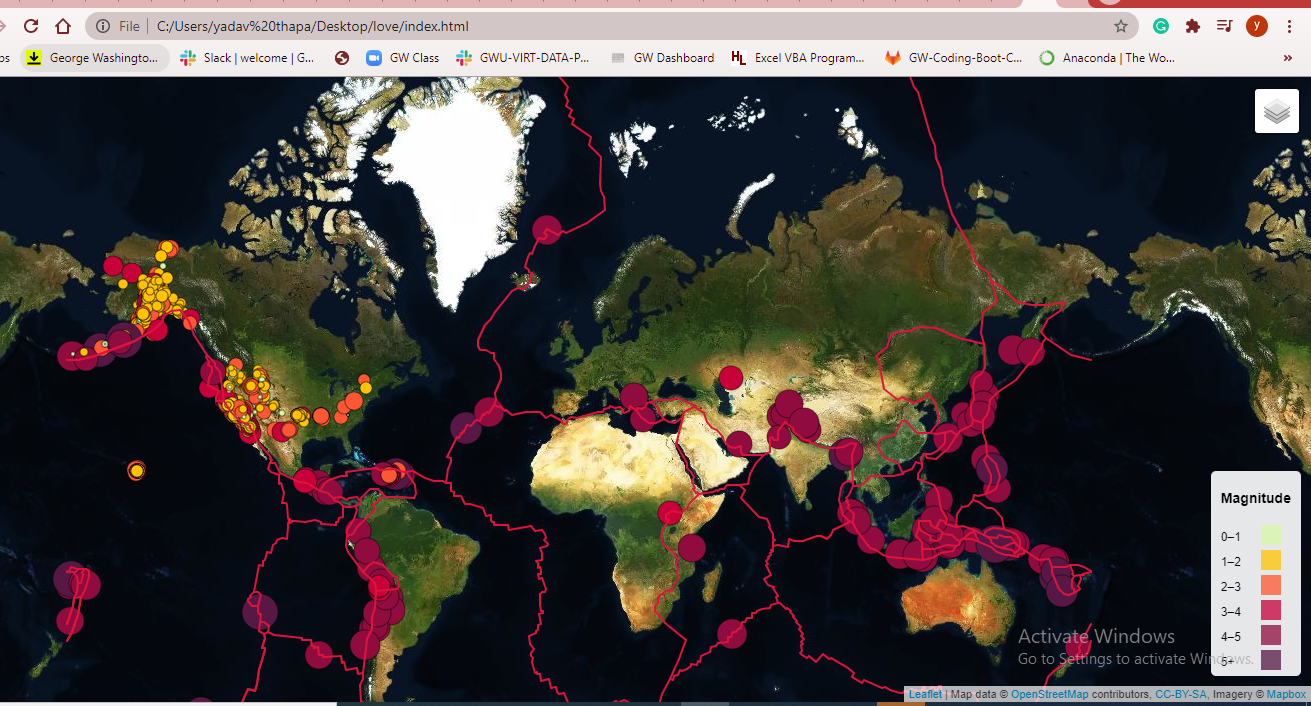 File C:/Users/yadav%20thapa/Desktop/love/index.html y
ps George Washingto... Slack | welcome | G... GW Class GWU-VIRT-DATA-P... GW Dashboard HL Excel VBA Program... GW-Coding-Boot-C... Anaconda | The Wo... »
Magnitude
0–1
1–2
2–3
3–4
4–5
5+
Activate Windows
Go to Settings to activate Windows.
Leaflet | Map data © OpenStreetMap contributors, CC-BY-SA, Imagery © Mapbox